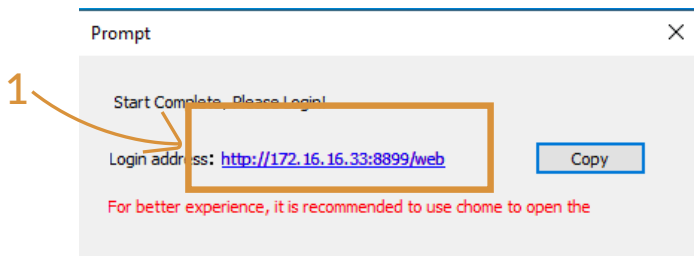 Prompt
1
Start Complete, Please Login!
Login address: http://172.16.16.33:8899/web
Copy
For better experience, it is recommended to use chome to open the